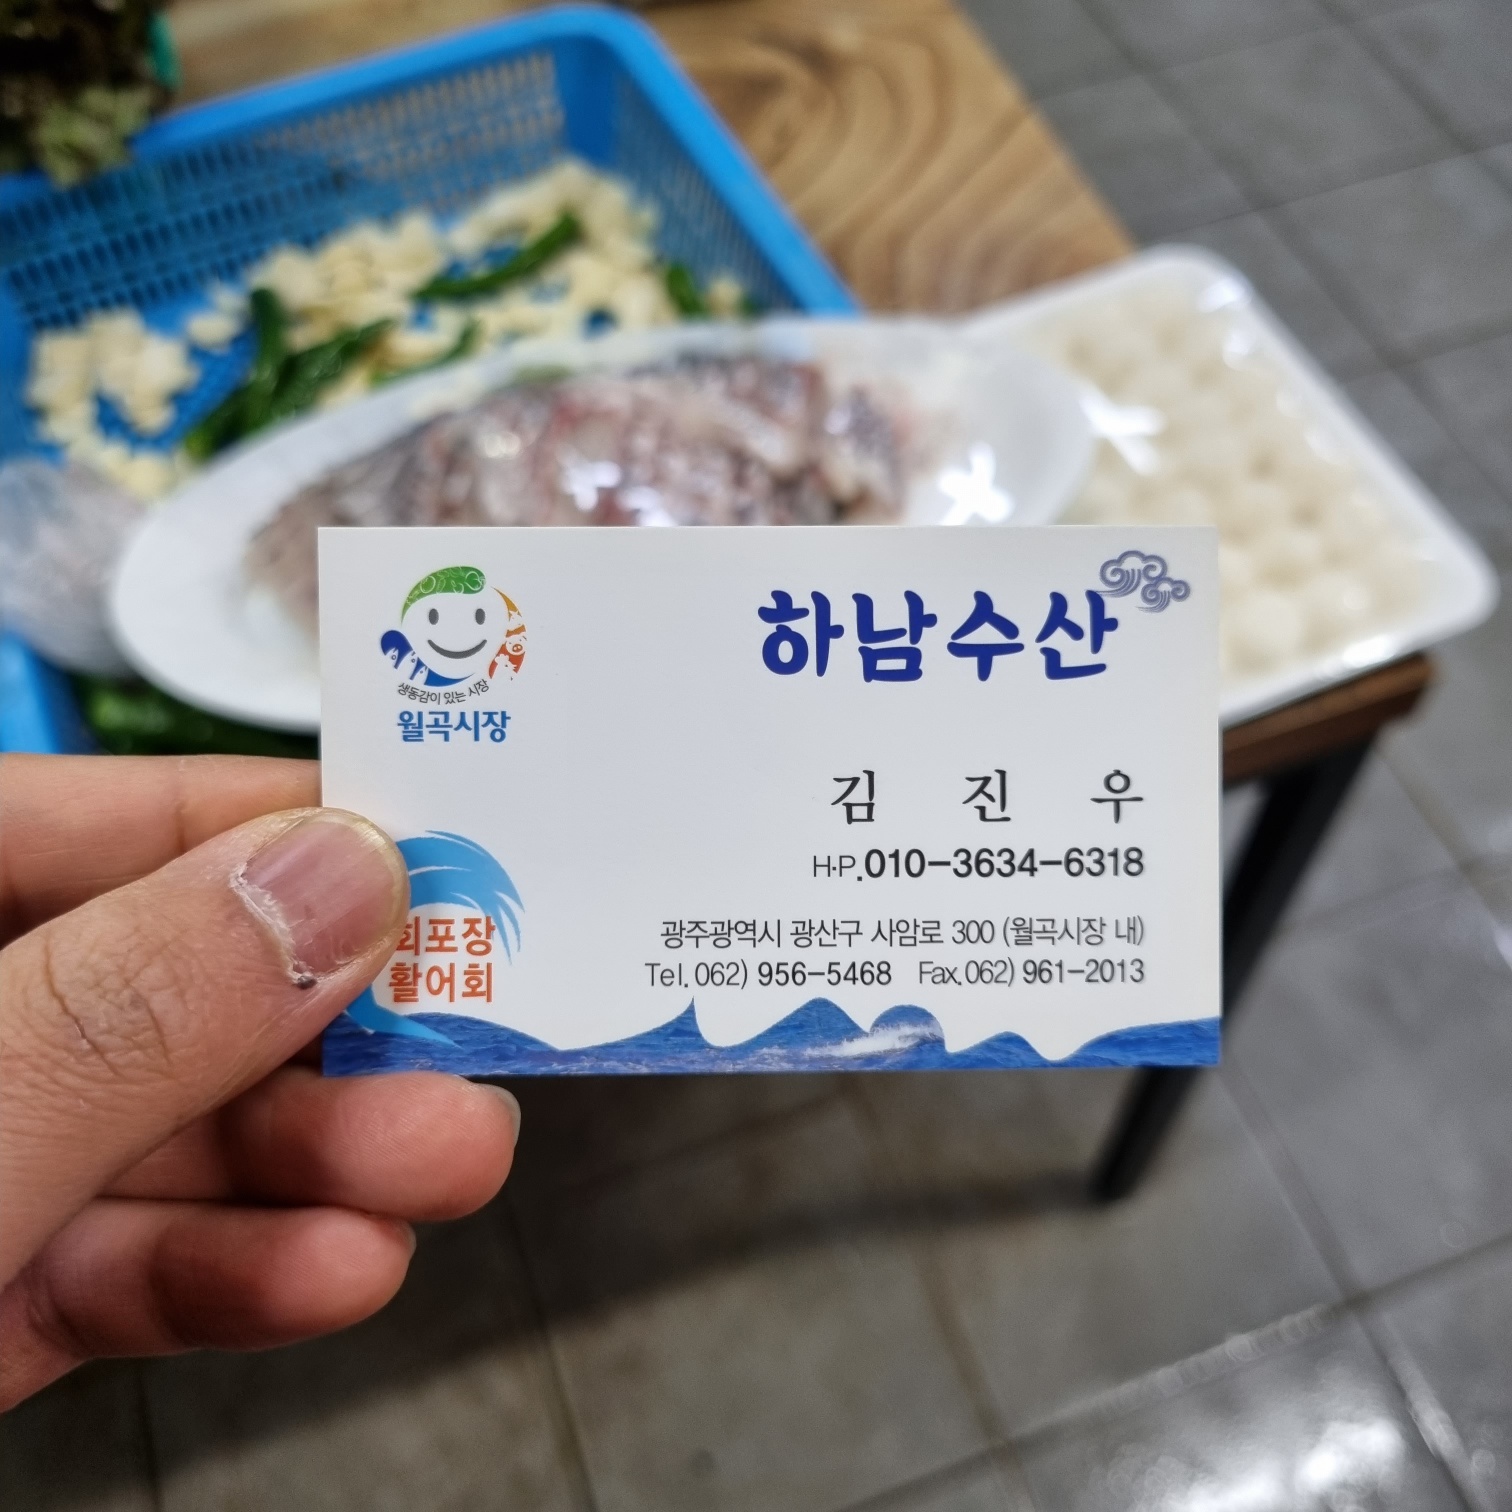 생동감이 있는 시장
월곡시장
하남수산
김 진 우
H·P.010-3634-6318
회포장
활어회
광주광역시 광산구 사암로 300 (월곡시장 내)
Tel.062) 956-5468 Fax.062) 961-2013